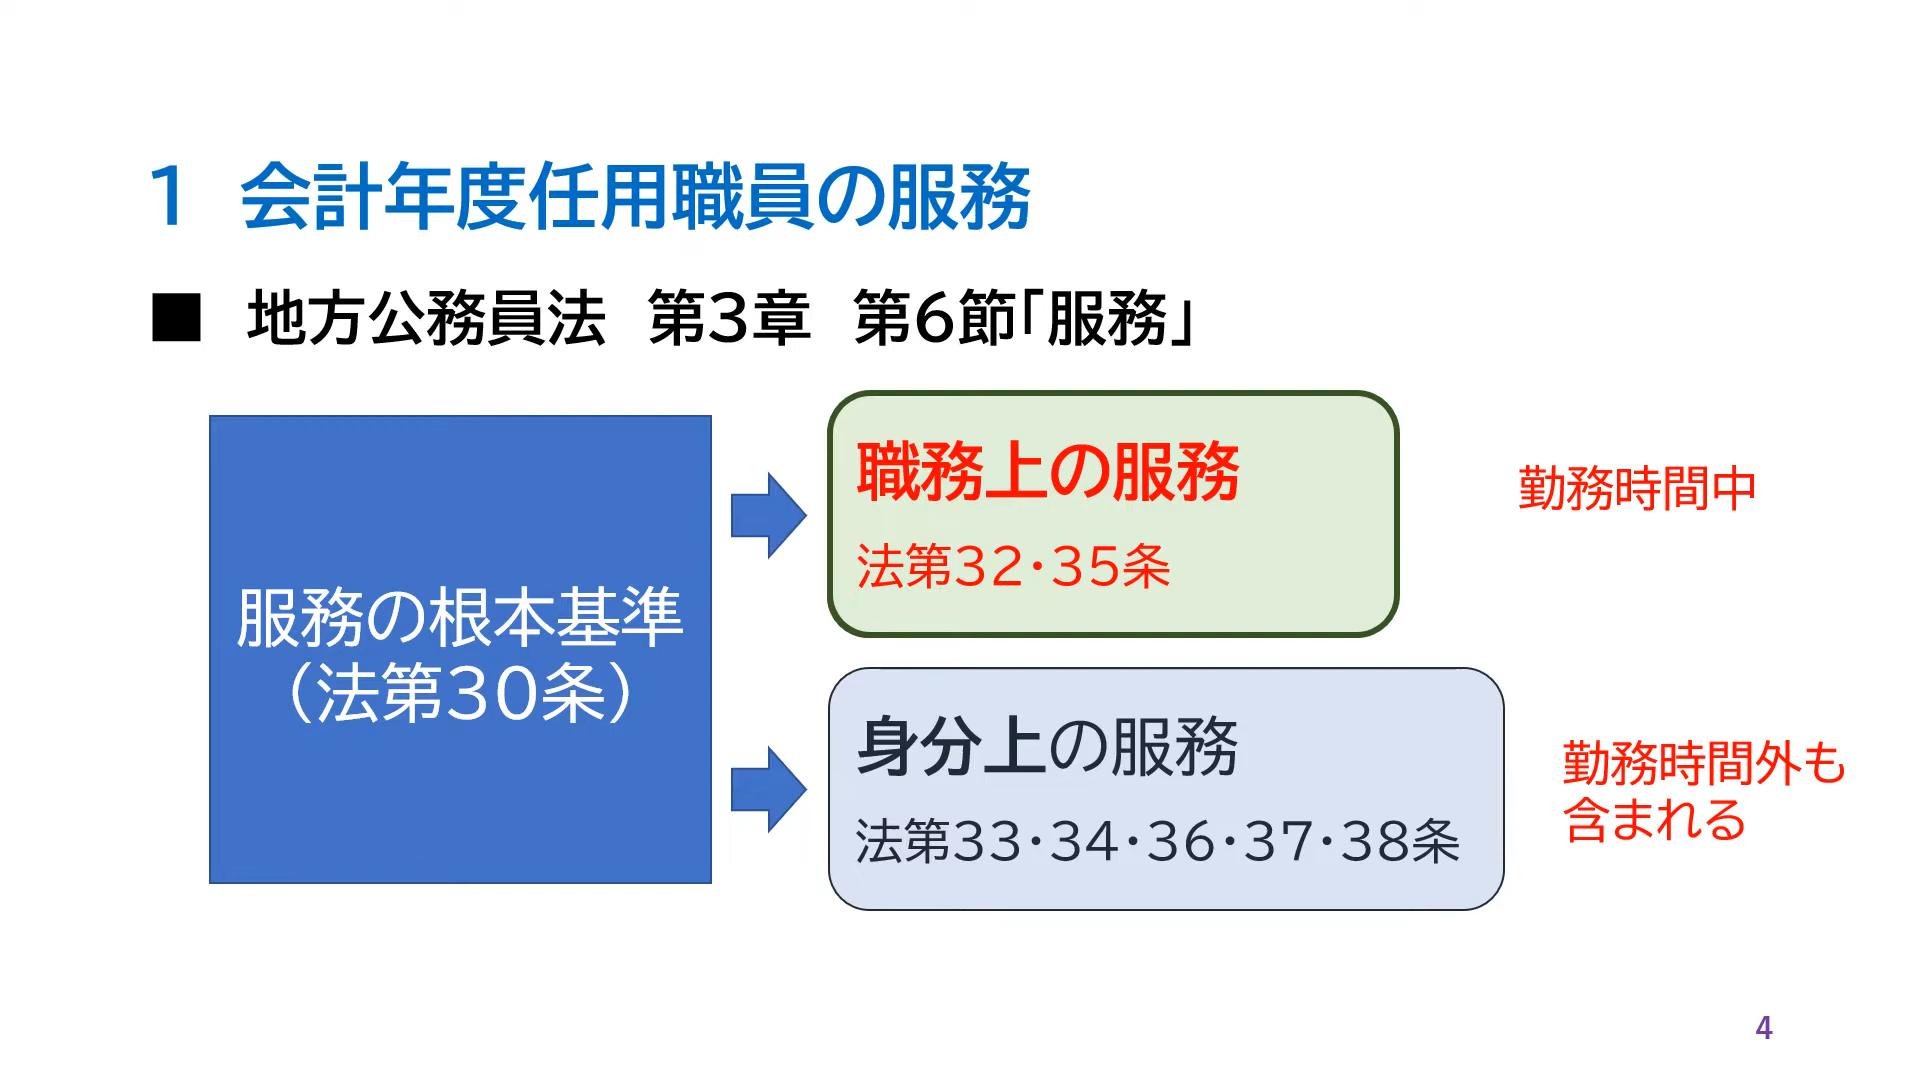 1　会計年度任用職員の服務
■　地方公務員法　第3章　第6節「服務」
服務の根本基準
（法第30条）
職務上の服務
法第32・35条
勤務時間中
身分上の服務
法第33・34・36・37・38条
勤務時間外も
含まれる
4